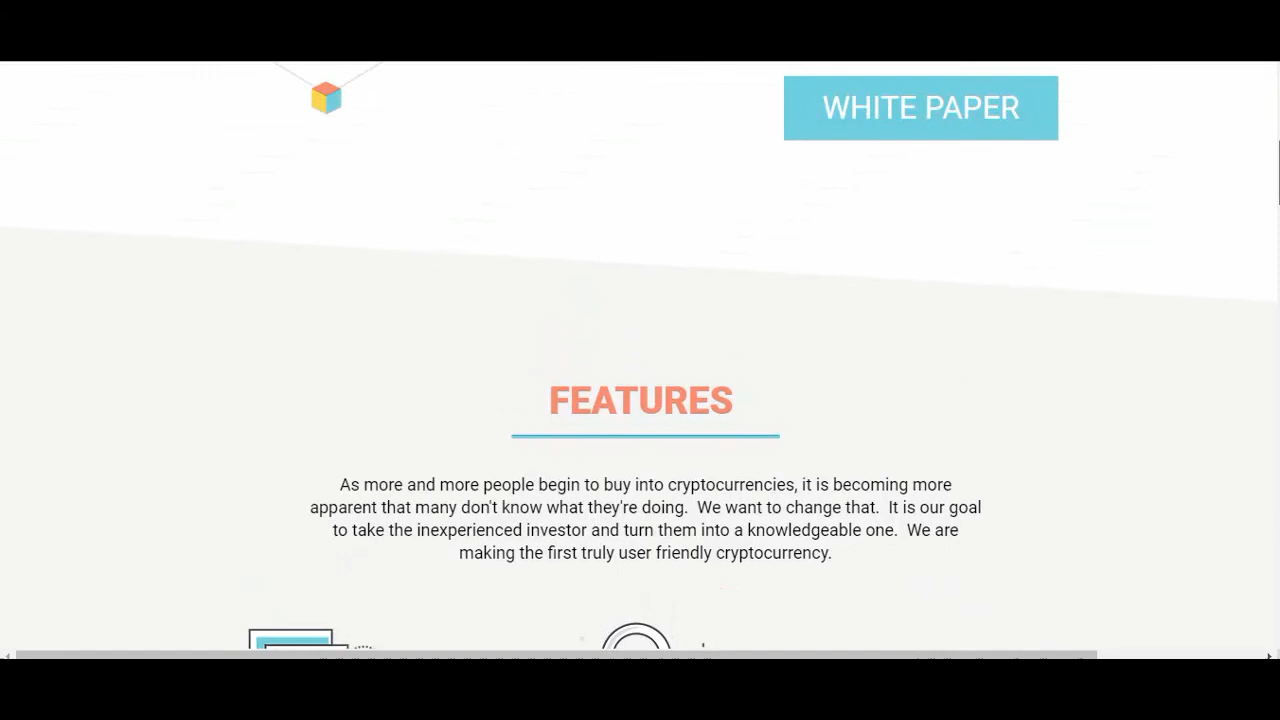 WHITE PAPER
FEATURES
As more and more people begin to buy into cryptocurrencies, it is becoming more
apparent that many don't know what they're doing.  We want to change that.  It is our goal
to take the inexperienced investor and turn them into a knowledgeable one.  We are
making the first truly user friendly cryptocurrency.